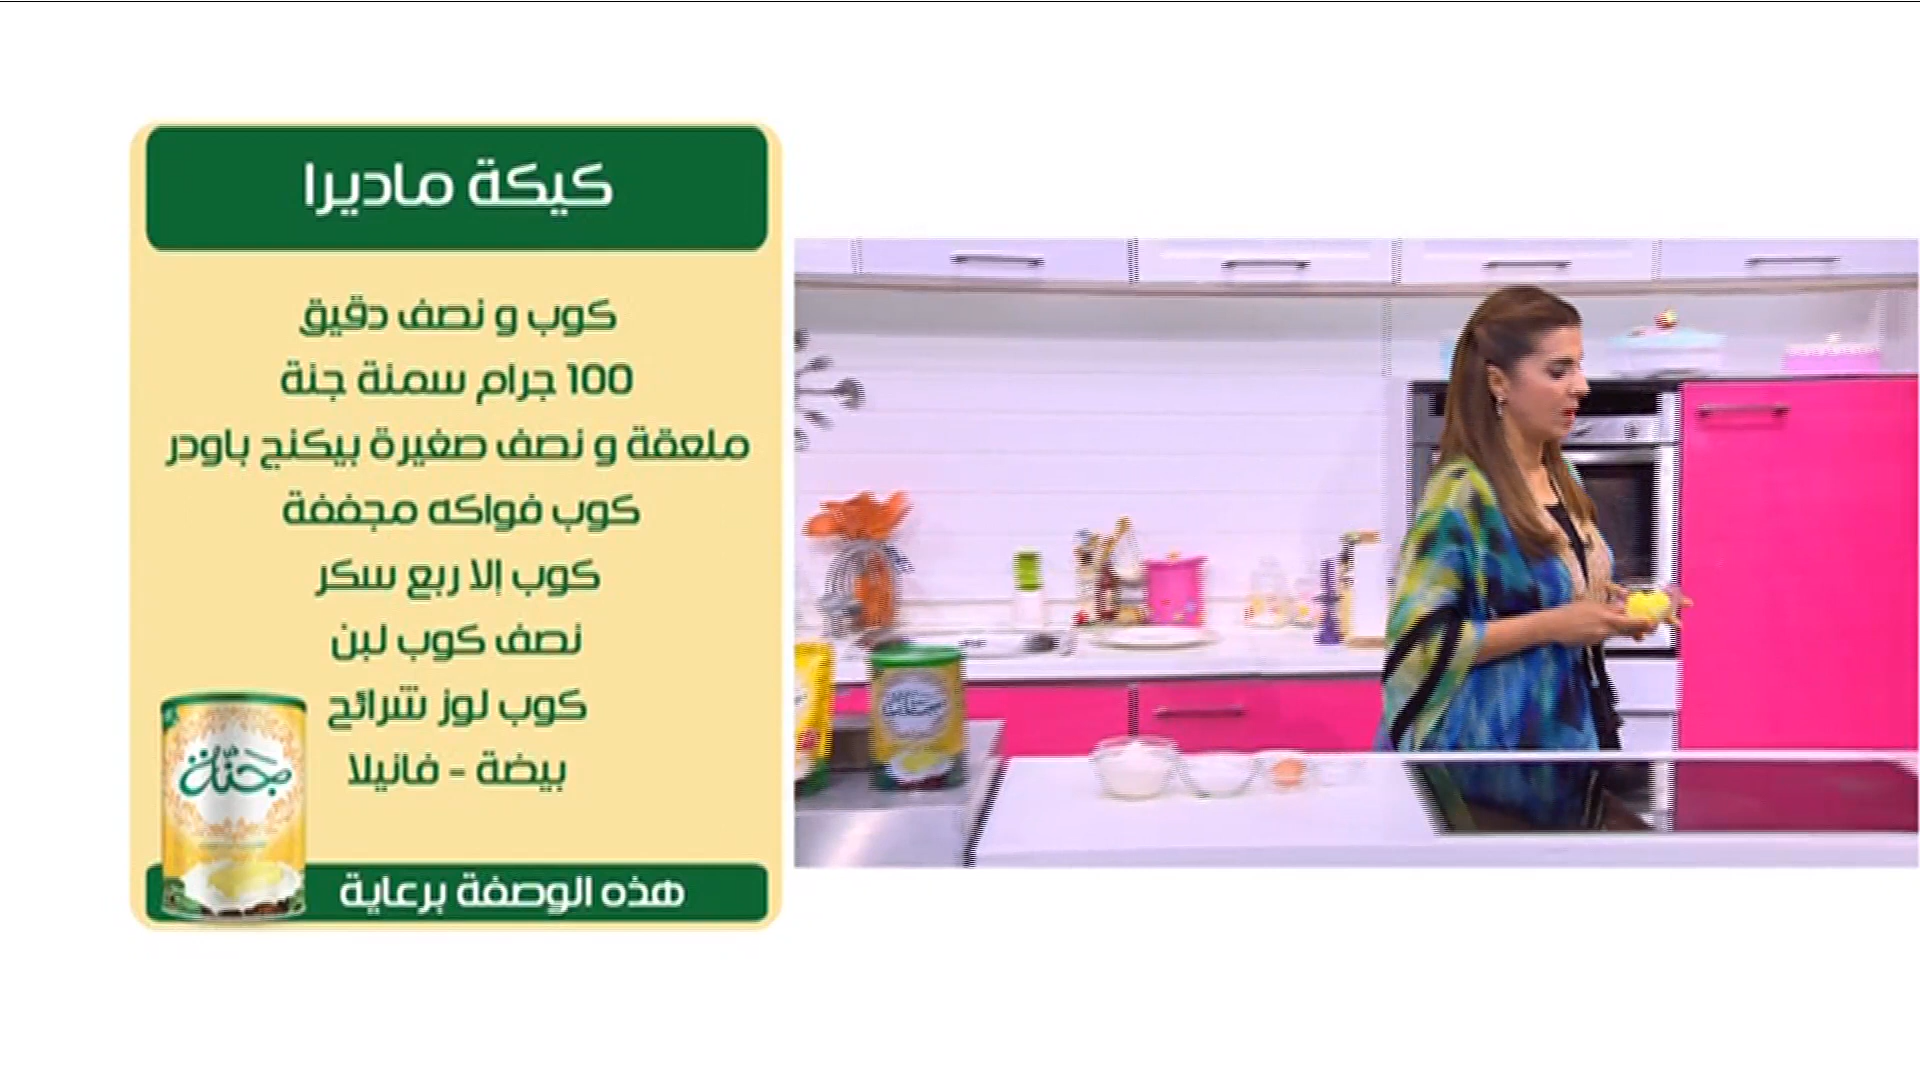 كيكة ماديرا
كوب و نصف دقيق
100 جرام سمنة جنة
ملعقة و نصف صغيرة بيكنج باودر
كوب فواكه مجففة
كوب إلا ربع سكر
نصف كوب لبن
كوب لوز شرائح
بيضة - فانيلا
جنة
هذه الوصفة برعاية